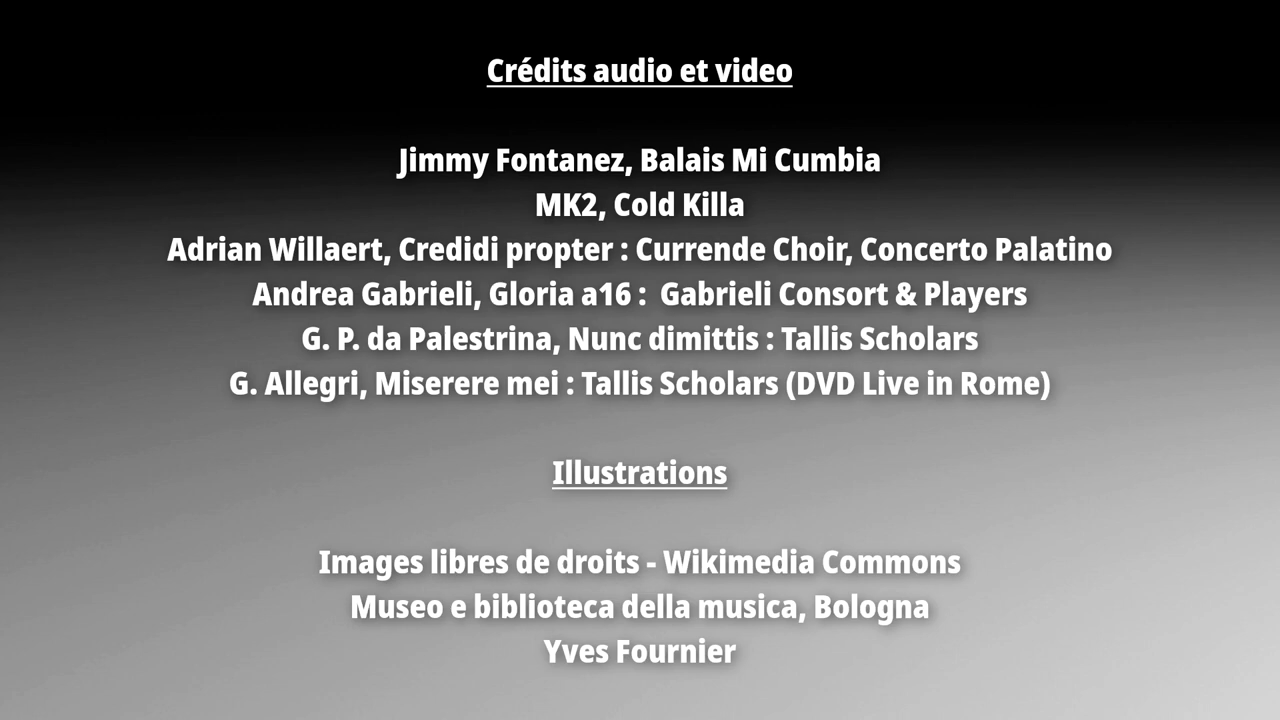 Crédits audio et video
Jimmy Fontanez, Balais Mi Cumbia
MK2, Cold Killa
Adrian Willaert, Credidi propter : Currende Choir, Concerto Palatino
Andrea Gabrieli, Gloria a16 :  Gabrieli Consort & Players
G. P. da Palestrina, Nunc dimittis : Tallis Scholars
G. Allegri, Miserere mei : Tallis Scholars (DVD Live in Rome)
Illustrations
Images libres de droits - Wikimedia Commons
Museo e biblioteca della musica, Bologna
Yves Fournier